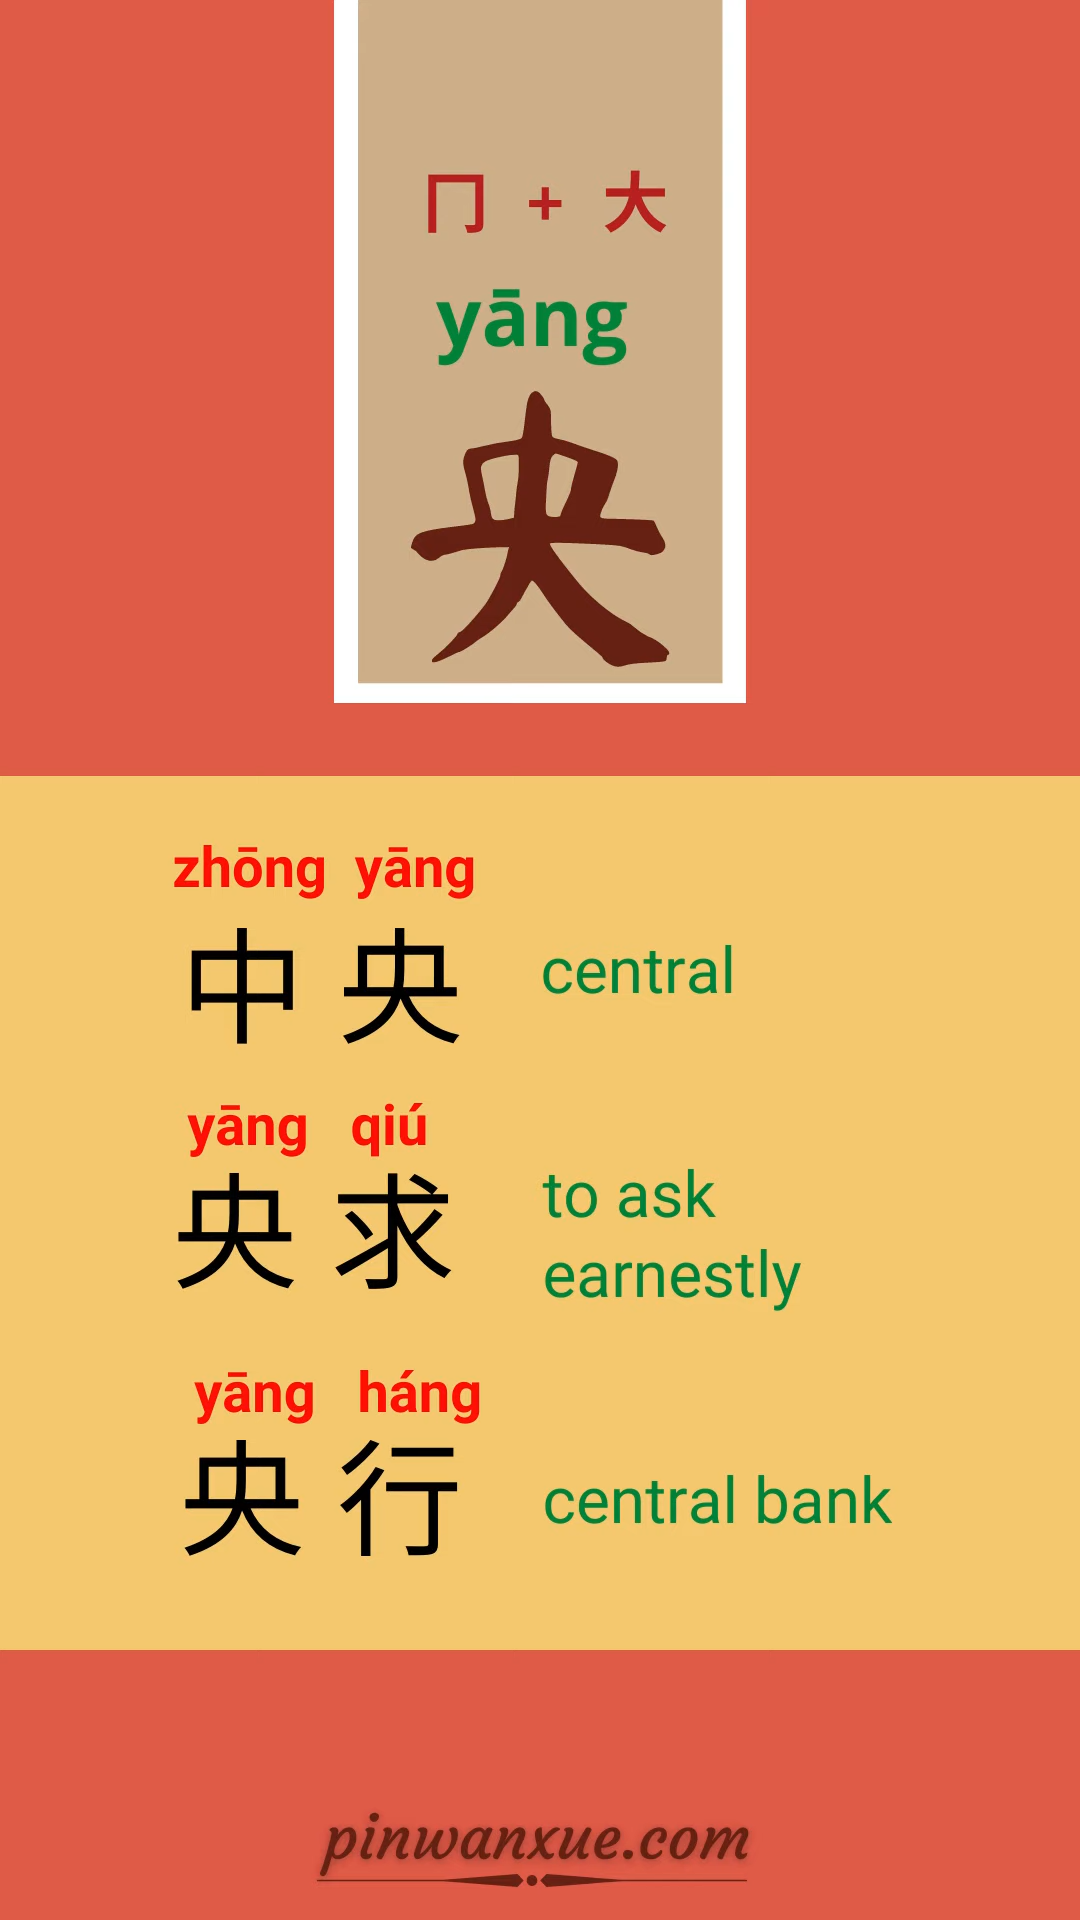 冂 + 大
yāng
央
zhōng yāng
中央 central
yāng qiú
央求 to ask
earnestly
yāng háng
央行 central bank
pinwanxue.com